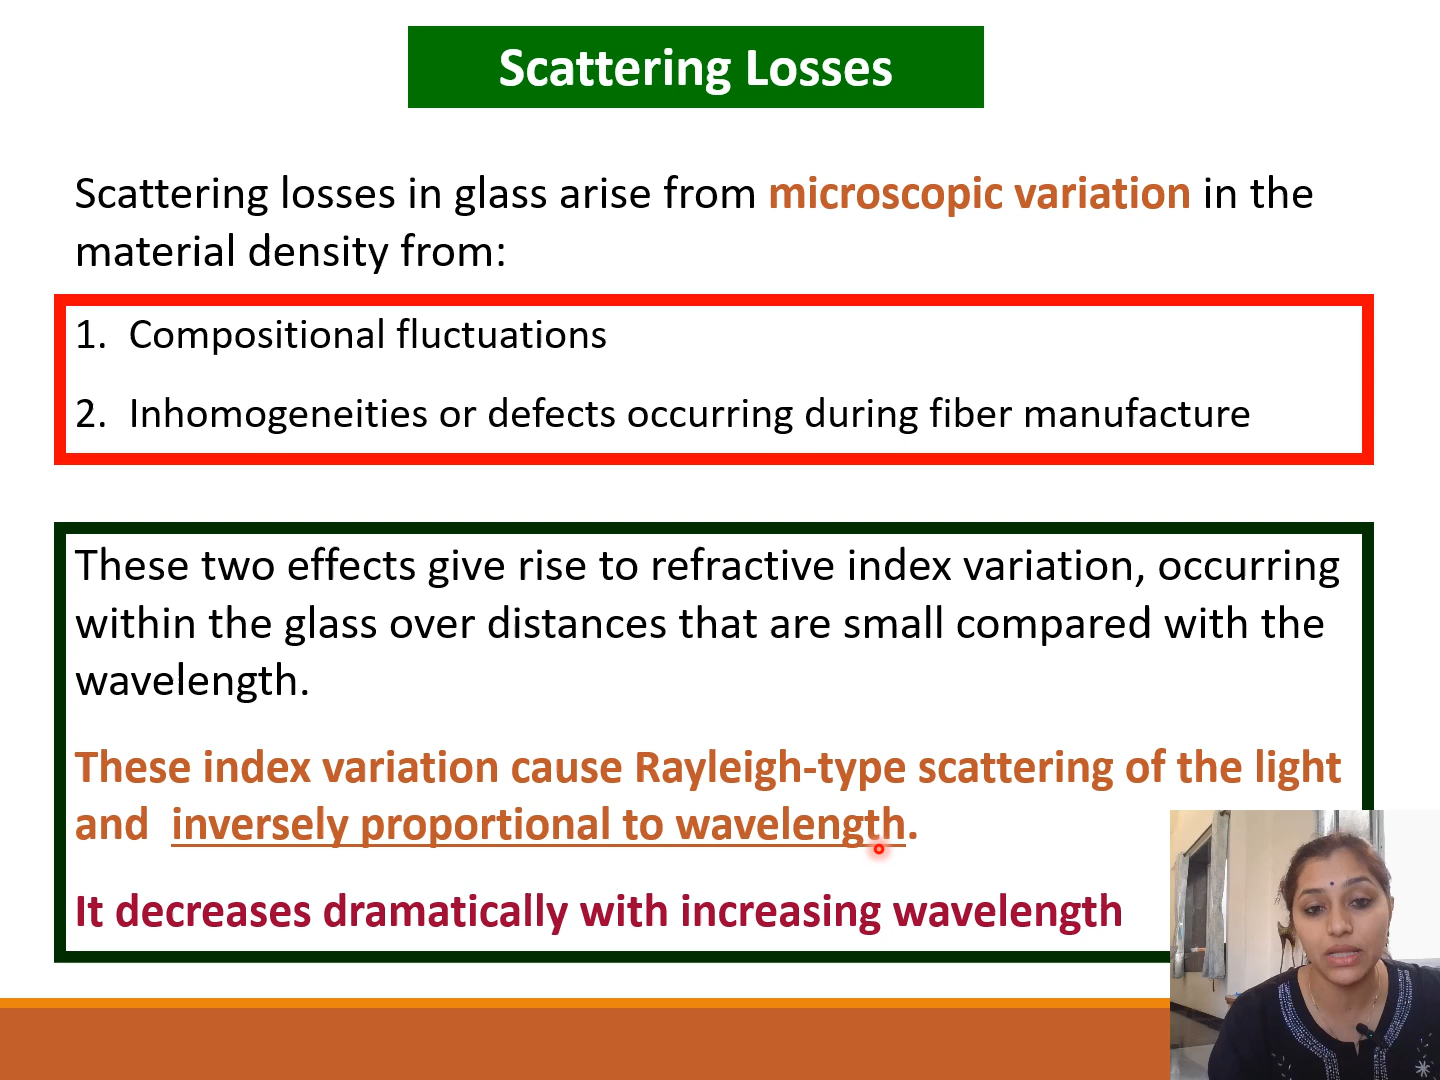 Scattering Losses
Scattering losses in glass arise from microscopic variation in the
material density from:
1. Compositional fluctuations
2. Inhomogeneities or defects occurring during fiber manufacture
These two effects give rise to refractive index variation, occurring
within the glass over distances that are small compared with the
wavelength.
These index variation cause Rayleigh-type scattering of the light
and inversely proportional to wavelength.
It decreases dramatically with increasing wavelength